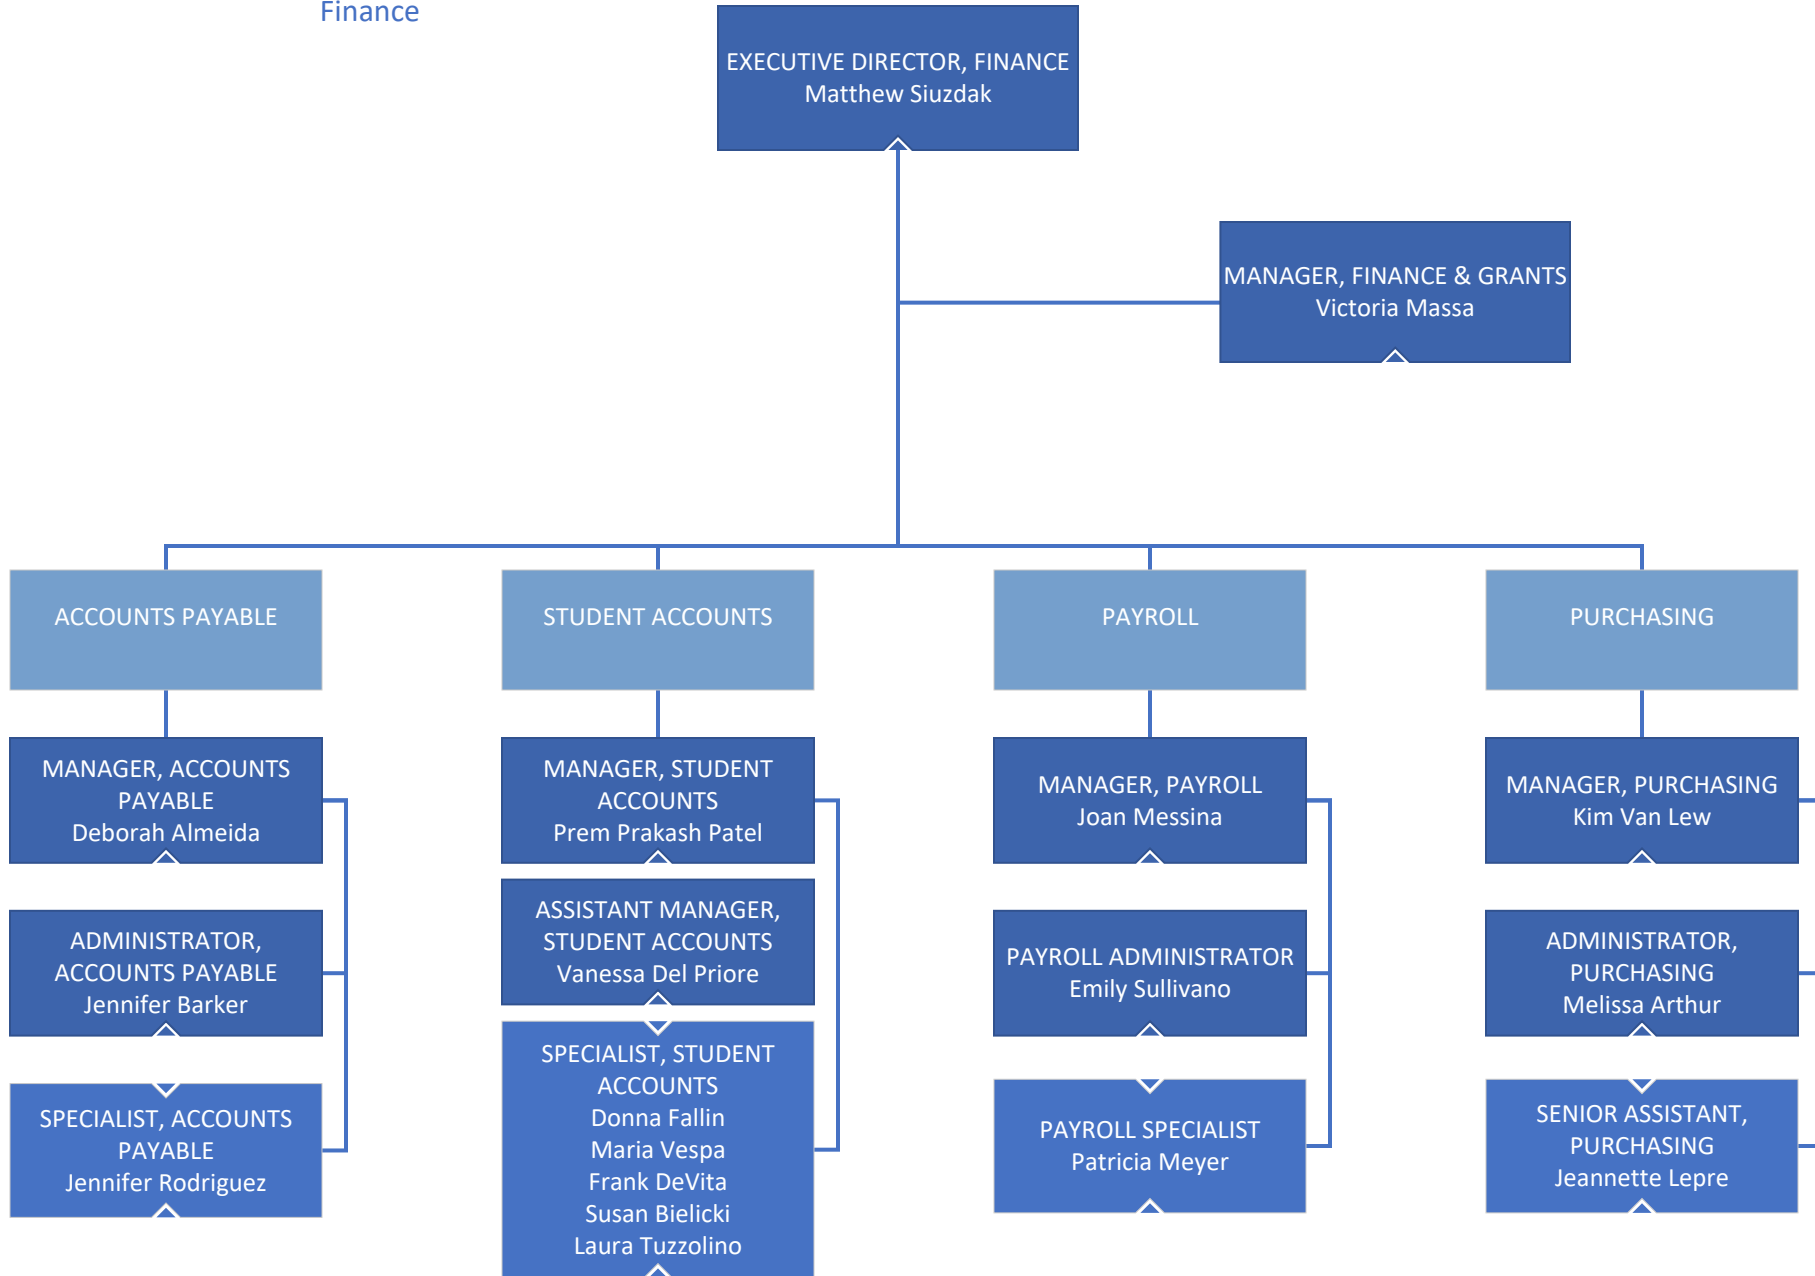 Finance
EXECUTIVE DIRECTOR, FINANCE
Matthew Siuzdak
MANAGER, FINANCE & GRANTS
Victoria Massa
ACCOUNTS PAYABLE
STUDENT ACCOUNTS
PAYROLL
PURCHASING
MANAGER, ACCOUNTS
PAYABLE
Deborah Almeida
MANAGER, STUDENT
ACCOUNTS
Prem Prakash Patel
MANAGER, PAYROLL
Joan Messina
MANAGER, PURCHASING
Kim Van Lew
ADMINISTRATOR,
ACCOUNTS PAYABLE
Jennifer Barker
ASSISTANT MANAGER,
STUDENT ACCOUNTS
Vanessa Del Priore
PAYROLL ADMINISTRATOR
Emily Sullivano
ADMINISTRATOR,
PURCHASING
Melissa Arthur
SPECIALIST, ACCOUNTS
PAYABLE
Jennifer Rodriguez
SPECIALIST, STUDENT
ACCOUNTS
Donna Fallin
Maria Vespa
Frank DeVita
Susan Bielicki
Laura Tuzzolino
PAYROLL SPECIALIST
Patricia Meyer
SENIOR ASSISTANT,
PURCHASING
Jeannette Lepre